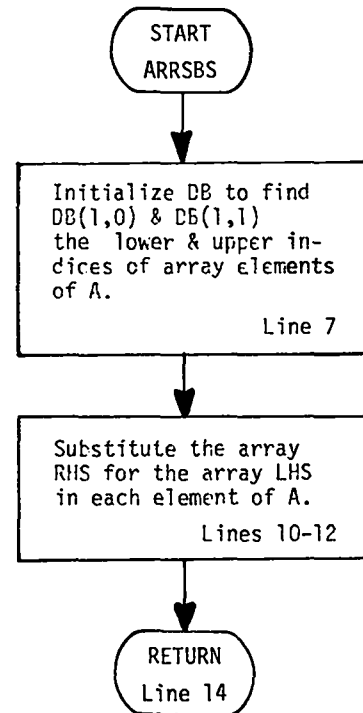 START
ARRSBS
Initialize DB to find
DB(1,0) & DB(1,1)
the lower & upper in-
dices of array elements
of A.
Line 7
Substitute the array
RHS for the array LHS
in each element of A.
Lines 10-12
RETURN
Line 14